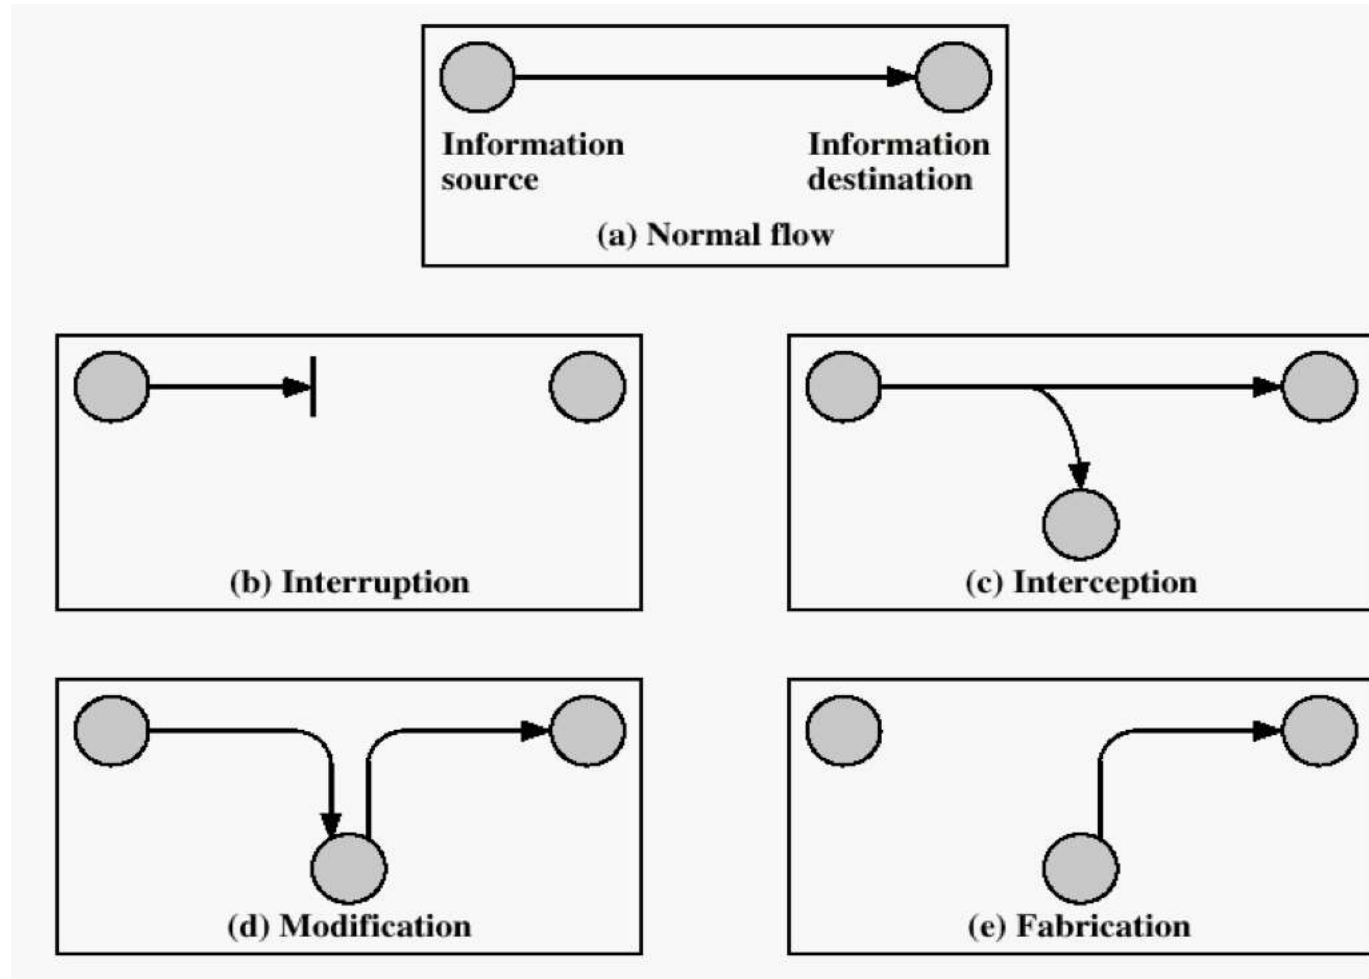 Information
source
Information
destination
(a) Normal flow
(b) Interruption
(c) Interception
(d) Modification
(e) Fabrication